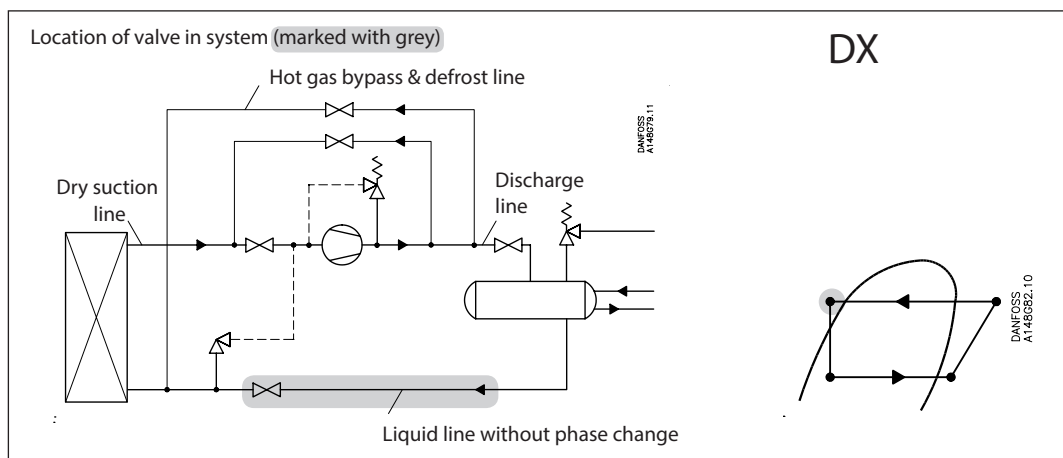 Location of valve in system (marked with grey)
DX
Hot gas bypass & defrost line
DANFOSS
A148G79.11
Dry suction
line
Discharge
line
DANFOSS
A148G82.10
Liquid line without phase change